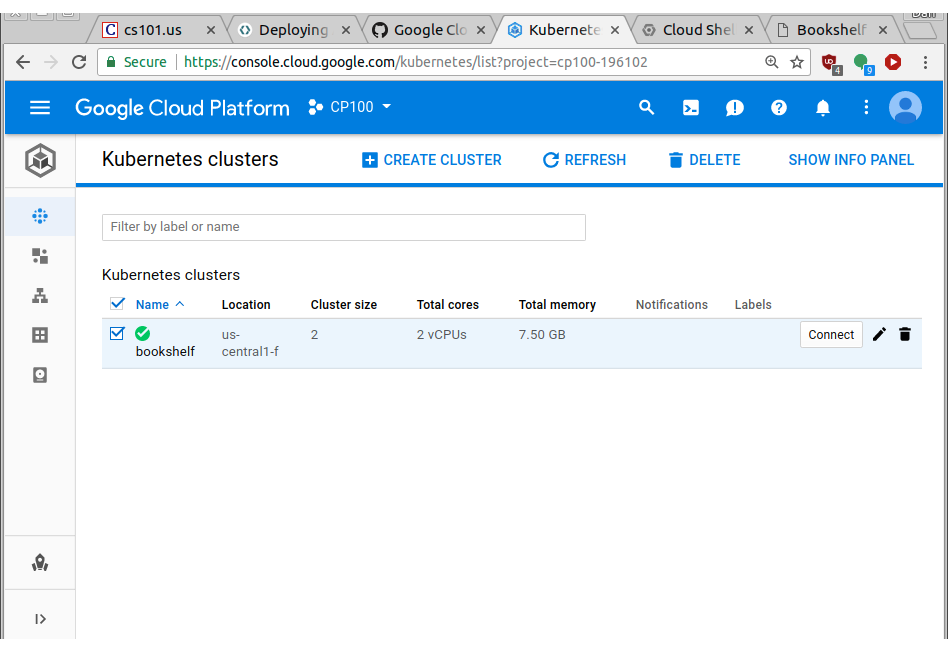 Dan
cs101.us
Deploying
Google Clo
Kubernete
Cloud Shel
Bookshelf
Secure
https://console.cloud.google.com/kubernetes/list?project=cp100-196102
4
9
Google Cloud Platform
CP100
Kubernetes clusters
CREATE CLUSTER
REFRESH
DELETE
SHOW INFO PANEL
Filter by label or name
Kubernetes clusters
Name Location Cluster size Total cores Total memory Notifications Labels
us- 2 2 vCPUs 7.50 GB Connect
bookshelf central1-f